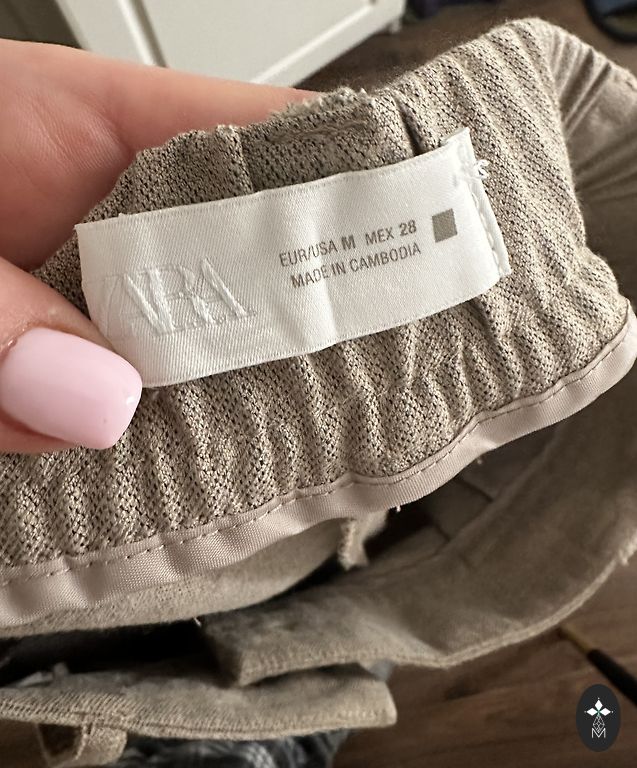 ZARA
EUR/USA M MEX 28
MADE IN CAMBODIA
M